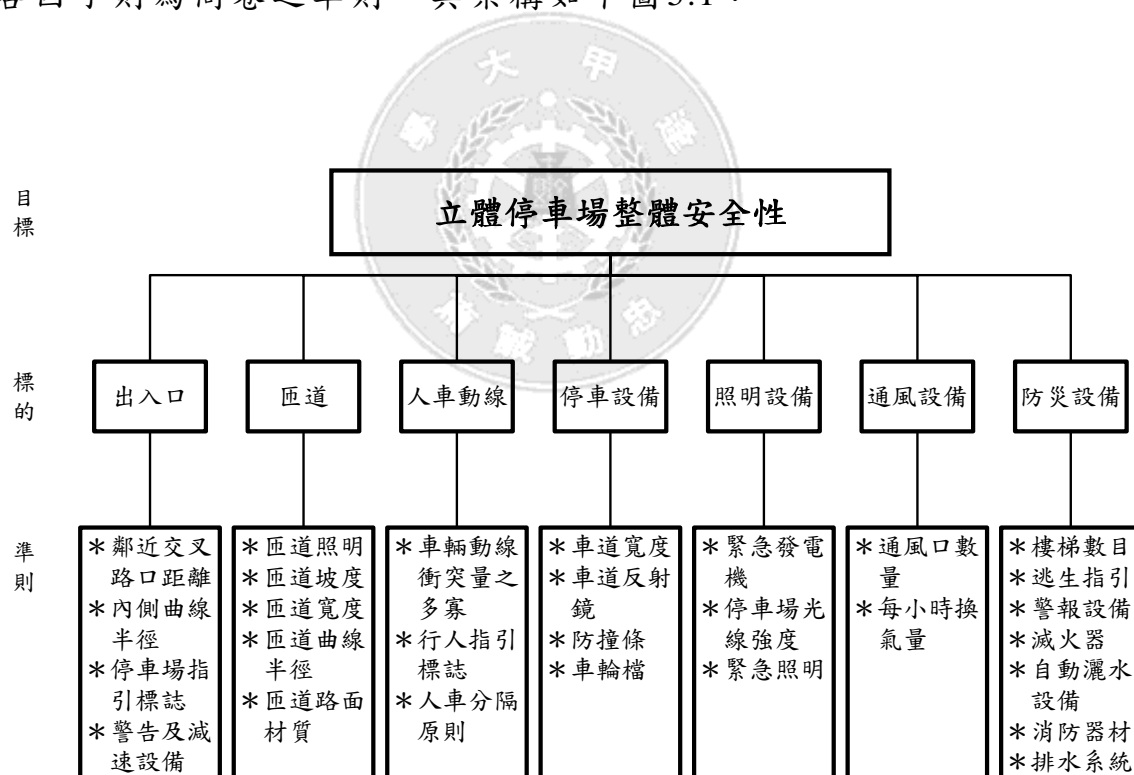 立體停車場整體安全性
目
標
標
的
出入口
匝道
人車動線
停車設備
照明設備
通風設備
防災設備
準
則
＊鄰近交叉
路口距離
＊內側曲線
半徑
＊停車場指
引標誌
＊警告及減
速設備
＊匝道照明
＊匝道坡度
＊匝道寬度
＊匝道曲線
半徑
＊匝道路面
材質
＊車輛動線
衝突量之
多寡
＊行人指引
標誌
＊人車分隔
原則
＊車道寬度
＊車道反射
鏡
＊防撞條
＊車輪檔
＊緊急發電
機
＊停車場光
線強度
＊緊急照明
＊通風口數
量
＊每小時換
氣量
＊樓梯數目
＊逃生指引
＊警報設備
＊滅火器
＊自動灑水
設備
＊消防器材
＊排水系統